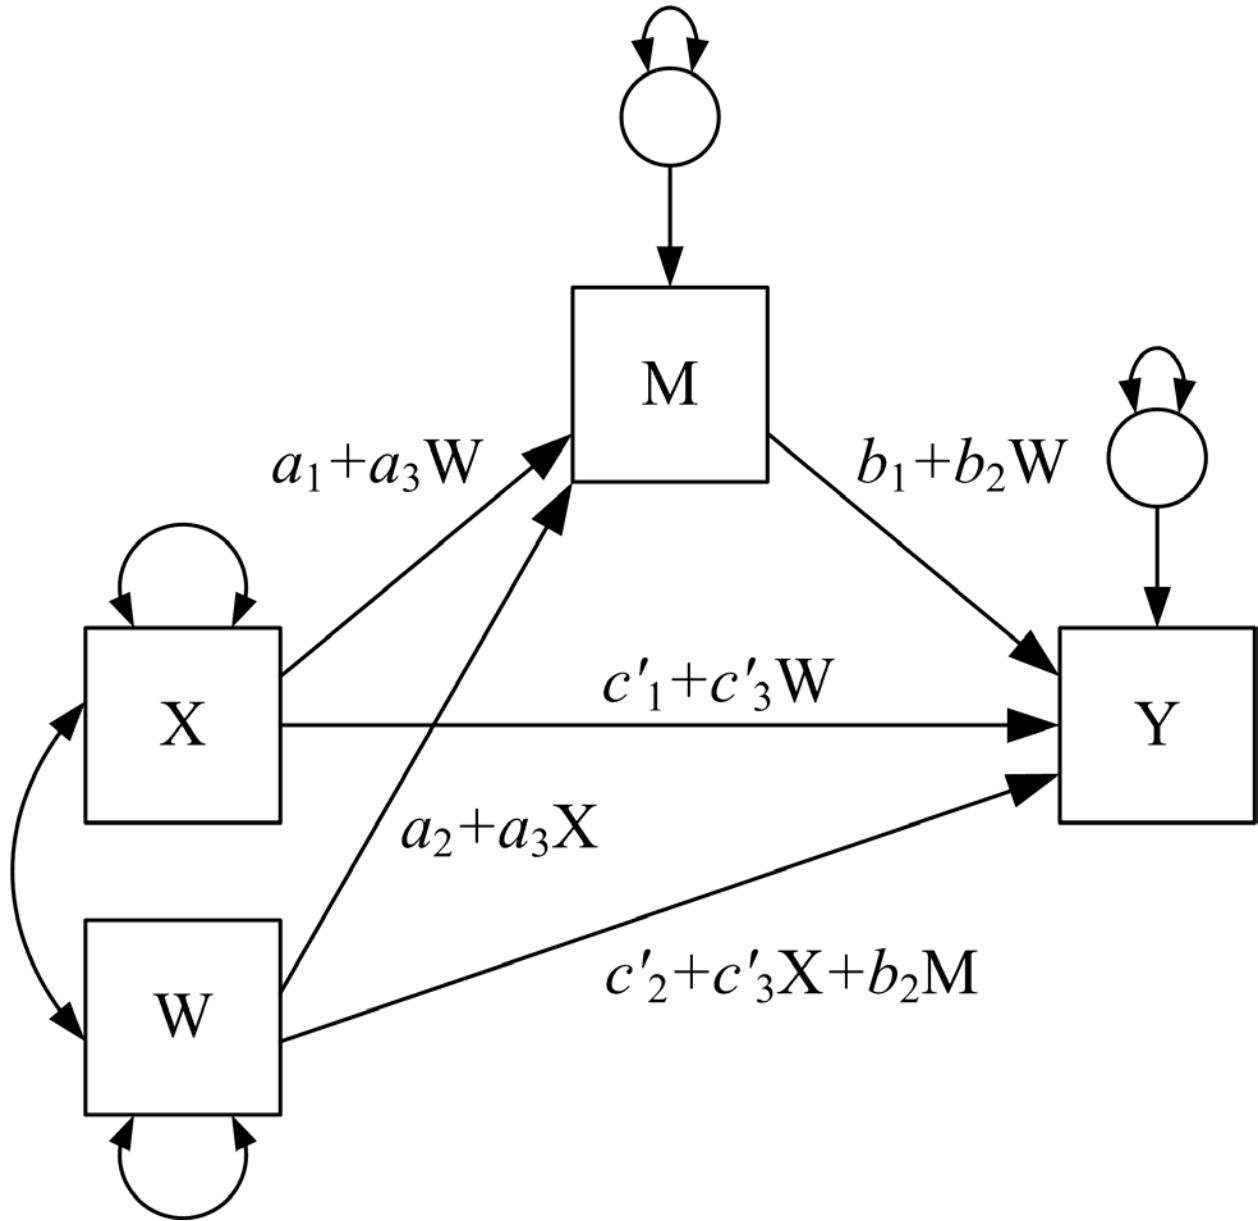 M
a₁+a₃W
b₁+b₂W
X
c′₁+c′₃W
Y
a₂+a₃X
W
c′₂+c′₃X+b₂M